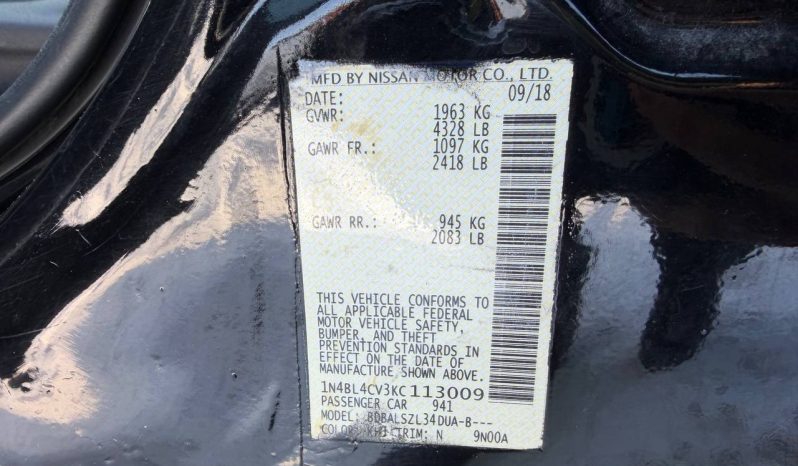 MFD BY NISSAN MOTOR CO., LTD.
DATE: 09/18
GVWR: 1963 KG
4328 LB
GAWR FR.: 1097 KG
2418 LB
GAWR RR.: 945 KG
2083 LB
THIS VEHICLE CONFORMS TO
ALL APPLICABLE FEDERAL
MOTOR VEHICLE SAFETY,
BUMPER, AND THEFT
PREVENTION STANDARDS IN
EFFECT ON THE DATE OF
MANUFACTURE SHOWN ABOVE.
1N4BL4CV3KC113009
PASSENGER CAR 941
MODEL: BDBALSZL34DUA-B---
COLOR: KH3 TRIM: N 9N00A